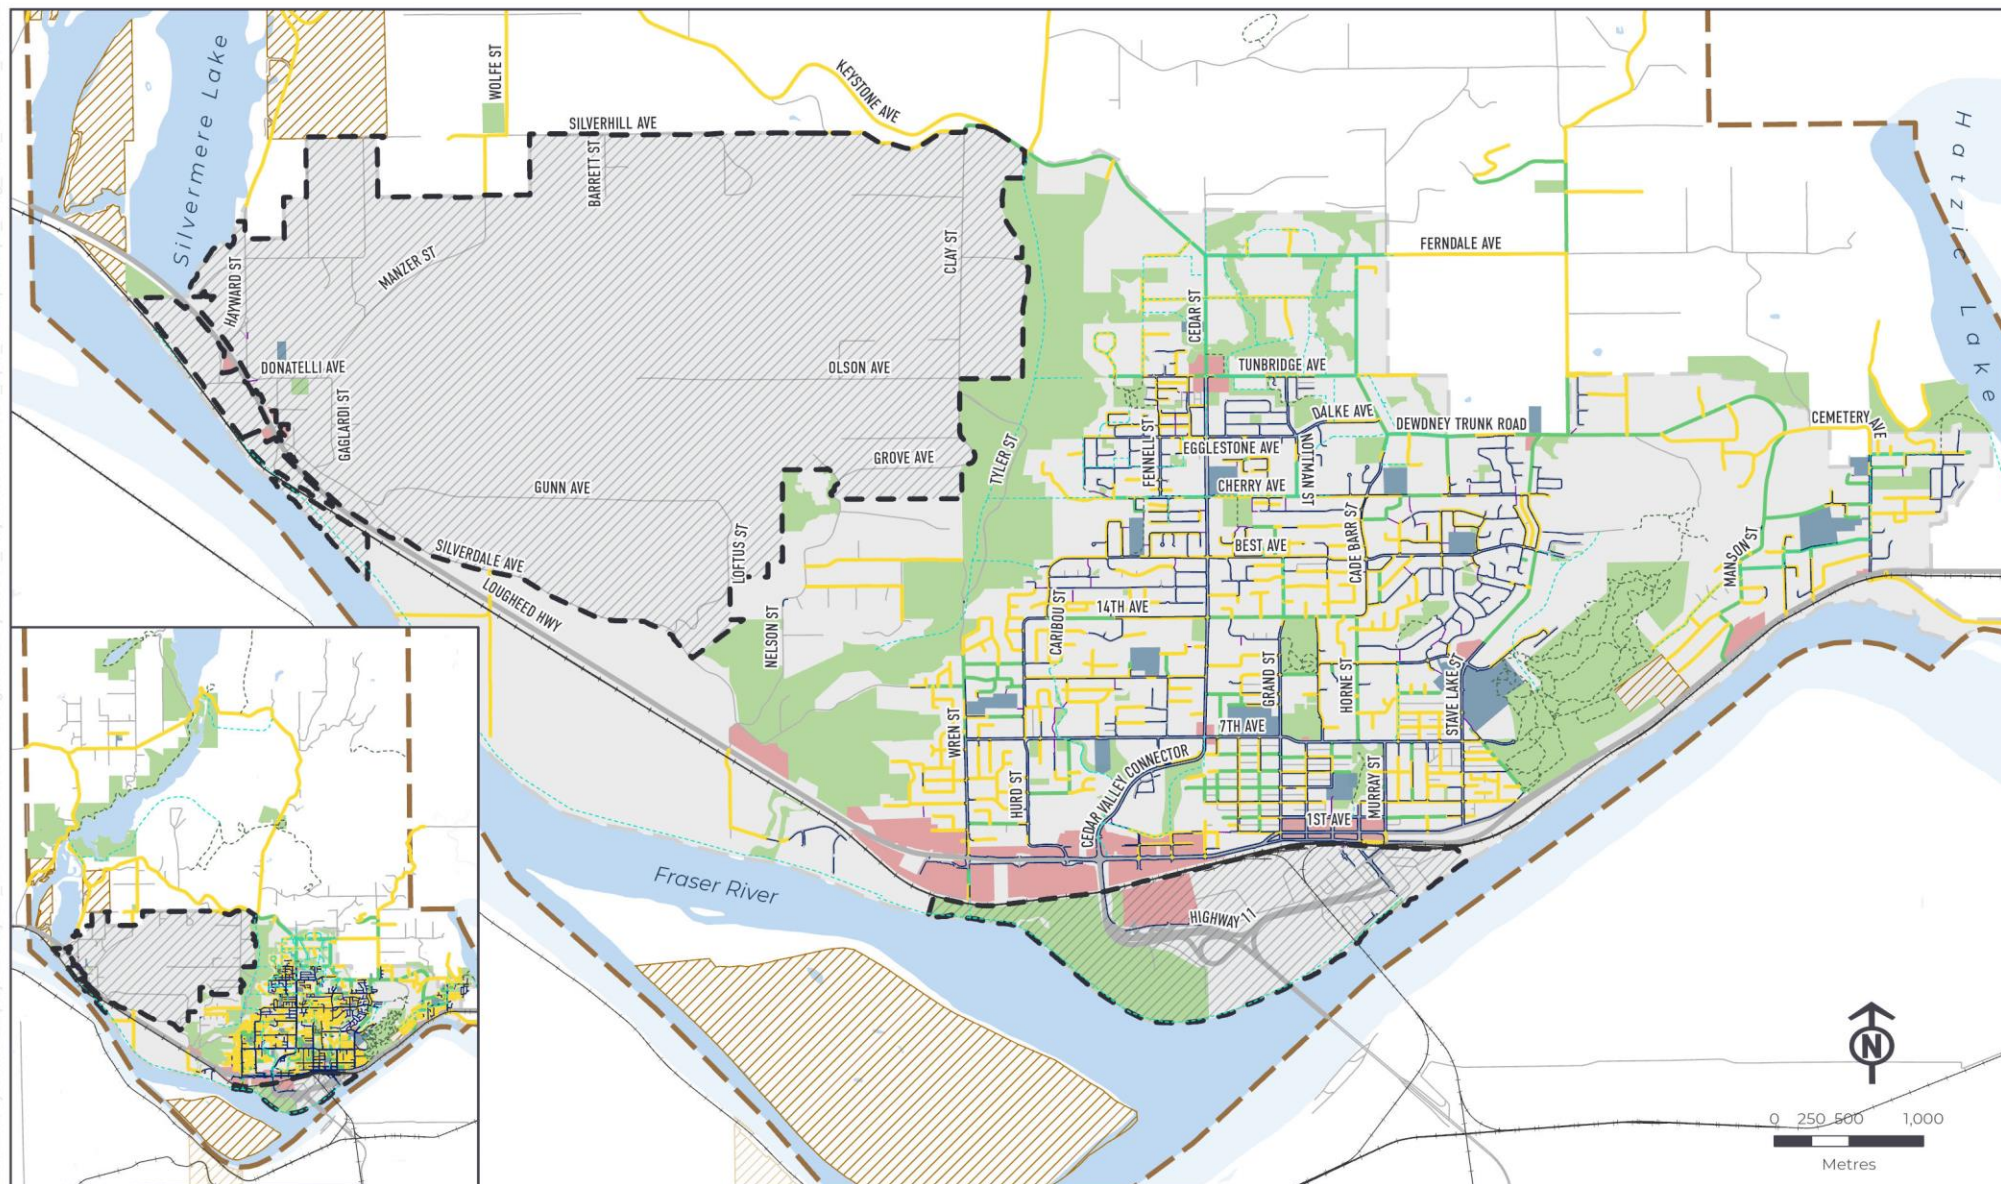 Silvermere Lake
WOLFE ST
KEYSTONE AVE
SILVERHILL AVE
BARRETT ST
Hatzic Lake
HAYWARD ST
MANZER ST
CLAY ST
CEDAR ST
FERNDALE AVE
DONATELLI AVE
OLSON AVE
TUNBRIDGE AVE
GAGLARDI ST
DALKE AVE
DEWDNEY TRUNK ROAD
CEMETERY AVE
FENNELL ST
EGGLESTONE AVE
NOTTMAN ST
TYLER ST
GROVE AVE
GUNN AVE
CHERRY AVE
LOFTUS ST
SILVERDALE AVE
BEST AVE
CADE BARR ST
MANSON ST
LOUGHEED HWY
NELSON ST
CARIBOU ST
14TH AVE
GRAND ST
HORNE ST
STAVE LAKE ST
WREN ST
7TH AVE
HURD ST
CEDAR VALLEY CONNECTOR
MURRAY ST
1ST AVE
Fraser River
HIGHWAY 11
N
0 250 500 1,000
Metres